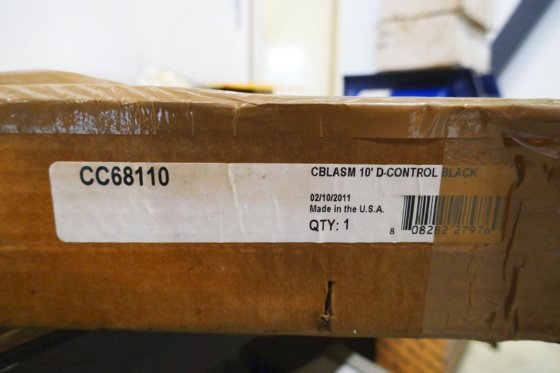 CC68110
CBLASM 10' D-CONTROL BLACK
02/10/2011
Made in the U.S.A.
QTY: 1
8 08282 27976